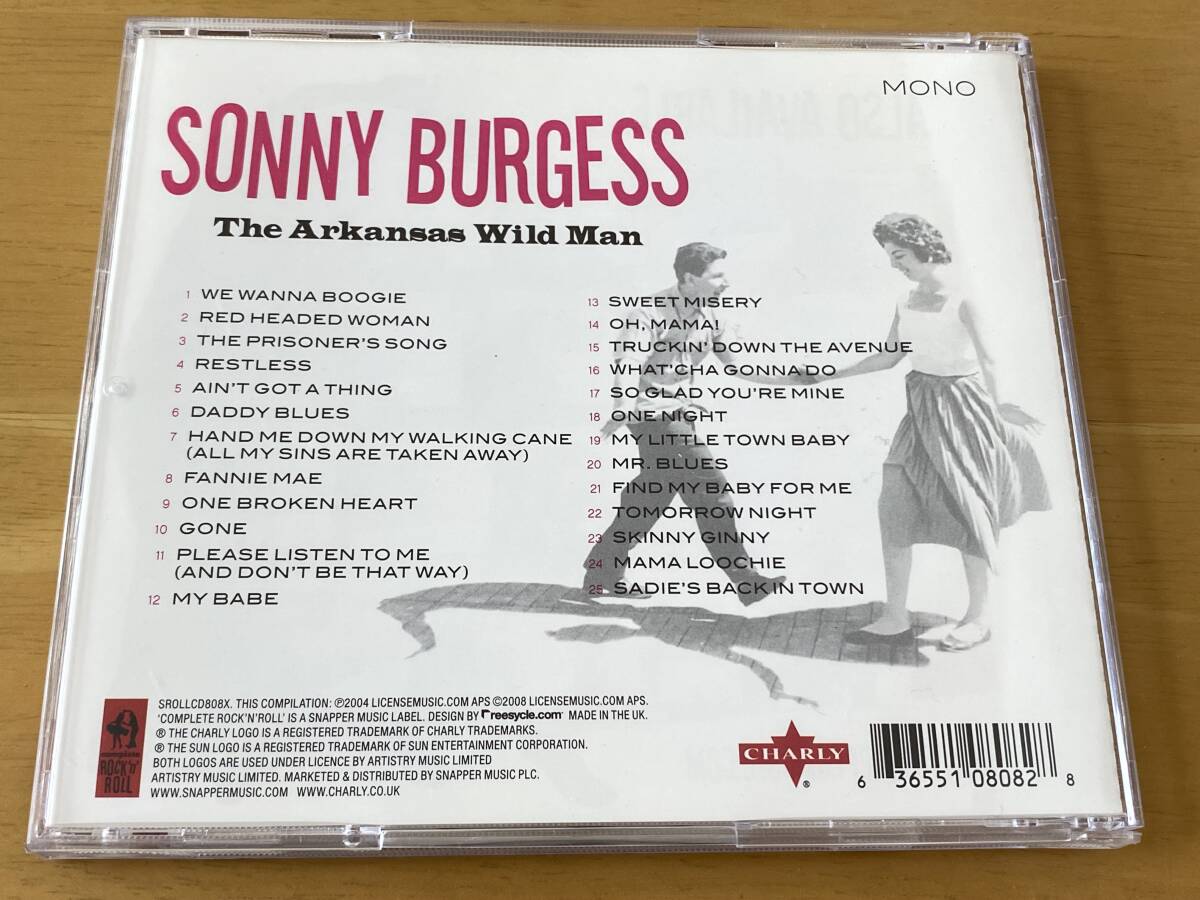 MONO
SONNY BURGESS
The Arkansas Wild Man
1 WE WANNA BOOGIE
2 RED HEADED WOMAN
3 THE PRISONER'S SONG
4 RESTLESS
5 AIN'T GOT A THING
6 DADDY BLUES
7 HAND ME DOWN MY WALKING CANE
(ALL MY SINS ARE TAKEN AWAY)
8 FANNIE MAE
9 ONE BROKEN HEART
10 GONE
11 PLEASE LISTEN TO ME
(AND DON'T BE THAT WAY)
12 MY BABE
13 SWEET MISERY
14 OH, MAMA!
15 TRUCKIN' DOWN THE AVENUE
16 WHAT'CHA GONNA DO
17 SO GLAD YOU'RE MINE
18 ONE NIGHT
19 MY LITTLE TOWN BABY
20 MR. BLUES
21 FIND MY BABY FOR ME
22 TOMORROW NIGHT
23 SKINNY GINNY
24 MAMA LOOCHIE
25 SADIE'S BACK IN TOWN
complete
ROCK'n'
ROLL
SROLLCD808X. THIS COMPILATION: ℗2004 LICENSEMUSIC.COM APS ©2008 LICENSEMUSIC.COM APS.
'COMPLETE ROCK'N'ROLL' IS A SNAPPER MUSIC LABEL. DESIGN BY reesycle.com MADE IN THE UK.
® THE CHARLY LOGO IS A REGISTERED TRADEMARK OF CHARLY TRADEMARKS.
® THE SUN LOGO IS A REGISTERED TRADEMARK OF SUN ENTERTAINMENT CORPORATION.
BOTH LOGOS ARE USED UNDER LICENCE BY ARTISTRY MUSIC LIMITED
ARTISTRY MUSIC LIMITED. MARKETED & DISTRIBUTED BY SNAPPER MUSIC PLC.
WWW.SNAPPERMUSIC.COM WWW.CHARLY.CO.UK
CHARLY ®
6 36551 08082 8